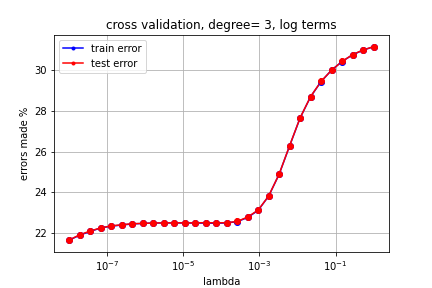 cross validation, degree= 3, log terms
train error
test error
errors made %
30
28
26
24
22
10⁻⁷
10⁻⁵
10⁻³
10⁻¹
lambda